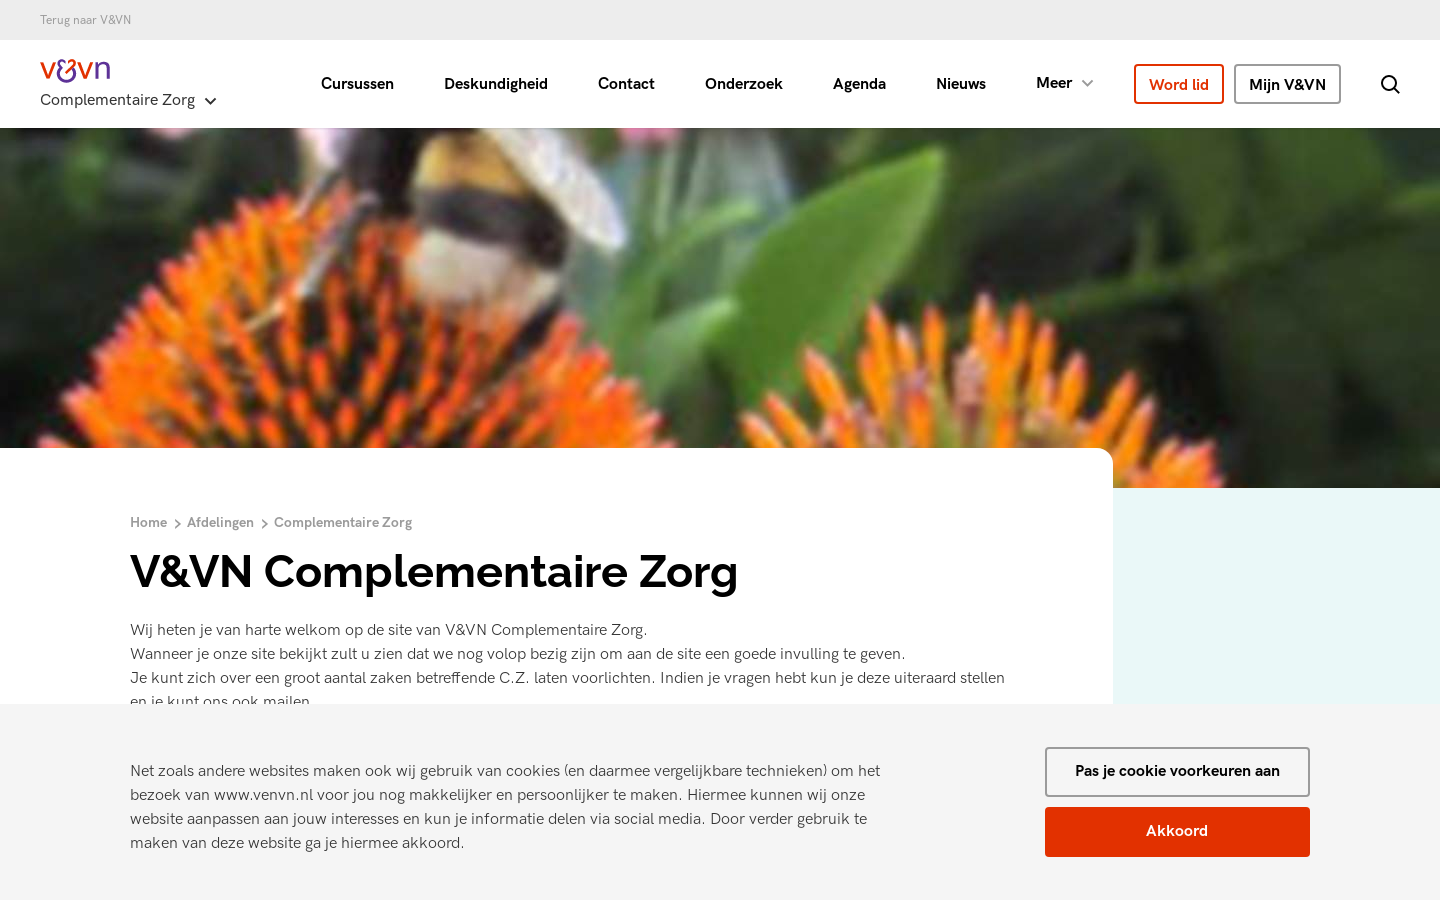 Terug naar V&VN
v&vn
Complementaire Zorg
Cursussen
Deskundigheid
Contact
Onderzoek
Agenda
Nieuws
Meer
Word lid
Mijn V&VN
Home
Afdelingen
Complementaire Zorg
V&VN Complementaire Zorg
Wij heten je van harte welkom op de site van V&VN Complementaire Zorg.
Wanneer je onze site bekijkt zult u zien dat we nog volop bezig zijn om aan de site een goede invulling te geven.
Je kunt zich over een groot aantal zaken betreffende C.Z. laten voorlichten. Indien je vragen hebt kun je deze uiteraard stellen
en je kunt ons ook mailen
Net zoals andere websites maken ook wij gebruik van cookies (en daarmee vergelijkbare technieken) om het
bezoek van www.venvn.nl voor jou nog makkelijker en persoonlijker te maken. Hiermee kunnen wij onze
website aanpassen aan jouw interesses en kun je informatie delen via social media. Door verder gebruik te
maken van deze website ga je hiermee akkoord.
Pas je cookie voorkeuren aan
Akkoord